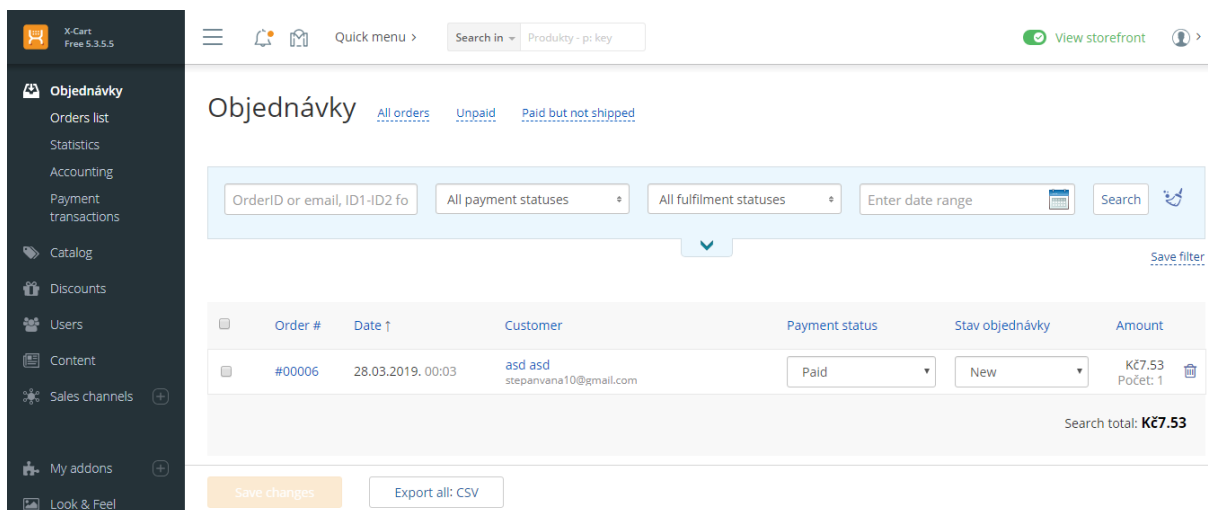 X-Cart
Free 5.3.5.5
Quick menu >
Search in
Produkty - p: key
View storefront
Objednávky
Orders list
Statistics
Accounting
Payment
transactions
Catalog
Discounts
Users
Content
Sales channels
My addons
Look & Feel
Objednávky
All orders
Unpaid
Paid but not shipped
OrderID or email, ID1-ID2 fo
All payment statuses
All fulfilment statuses
Enter date range
Search
Save filter
Order #
Date ↑
Customer
Payment status
Stav objednávky
Amount
#00006
28.03.2019. 00:03
asd asd
stepanvana10@gmail.com
Paid
New
Kč7.53
Počet: 1
Search total: Kč7.53
Save changes
Export all: CSV